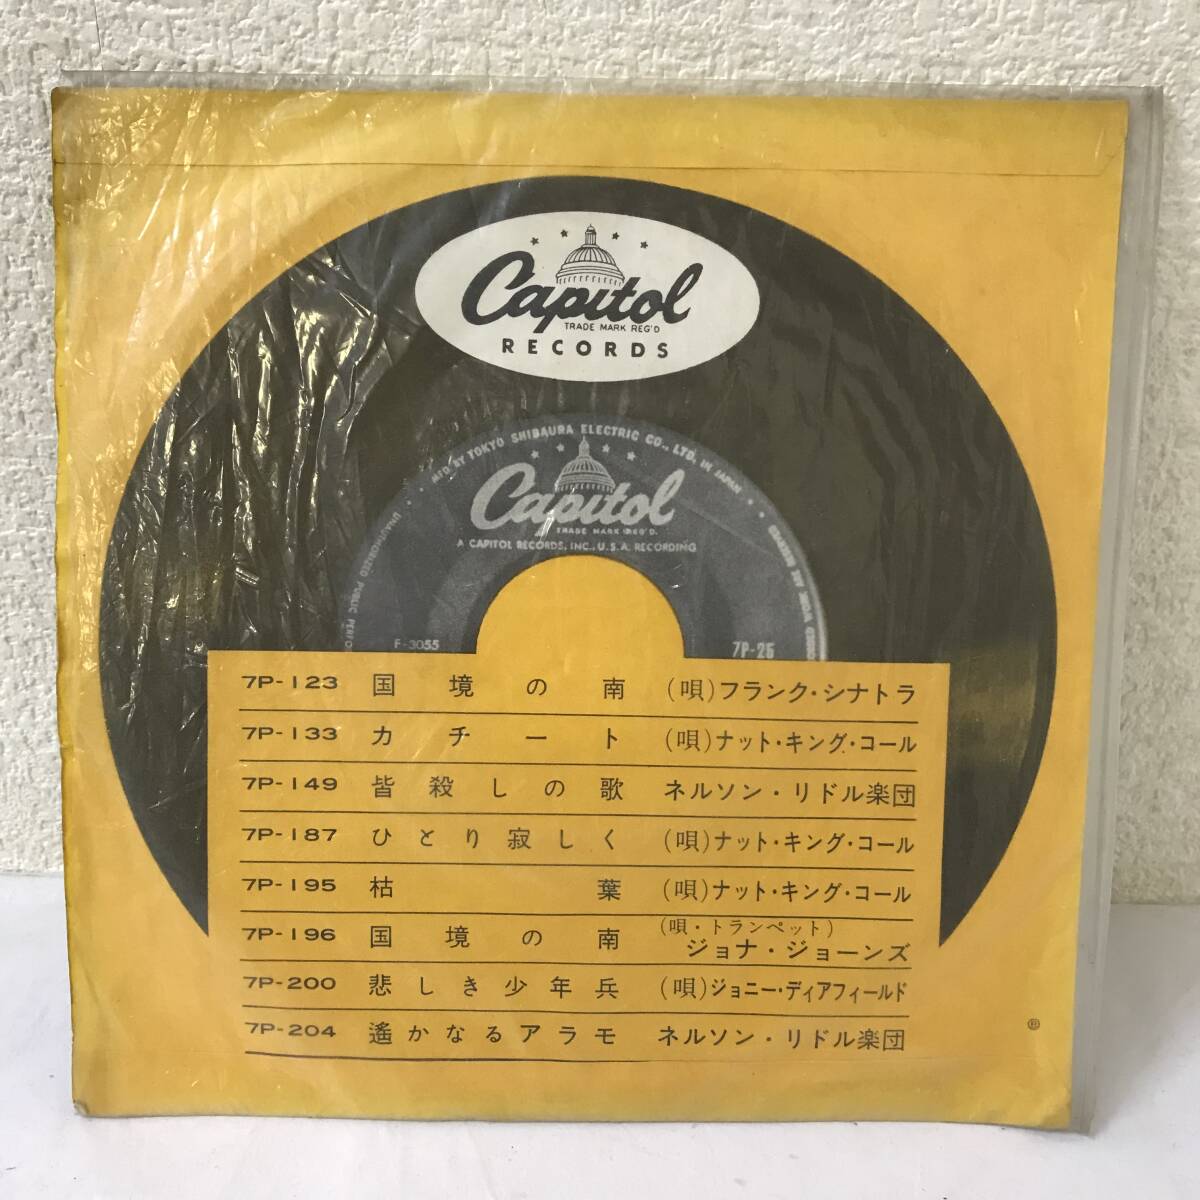 Capitol
TRADE MARK REG'D
RECORDS
MFD. BY TOKYO SHIBAURA ELECTRIC CO., LTD. IN JAPAN
Capitol
TRADE MARK REG'D.
A CAPITOL RECORDS, INC., U.S.A. RECORDING
UNAUTHORIZED PUBLIC
F-3055
7P-25
7P-123 国境の南 (唄)フランク・シナトラ
7P-133 カチート (唄)ナット・キング・コール
7P-149 皆殺しの歌 ネルソン・リドル楽団
7P-187 ひとり寂しく (唄)ナット・キング・コール
7P-195 枯葉 (唄)ナット・キング・コール
7P-196 国境の南 (唄・トランペット) ジョナ・ジョーンズ
7P-200 悲しき少年兵 (唄)ジョニー・ディアフィールド
7P-204 遙かなるアラモ ネルソン・リドル楽団